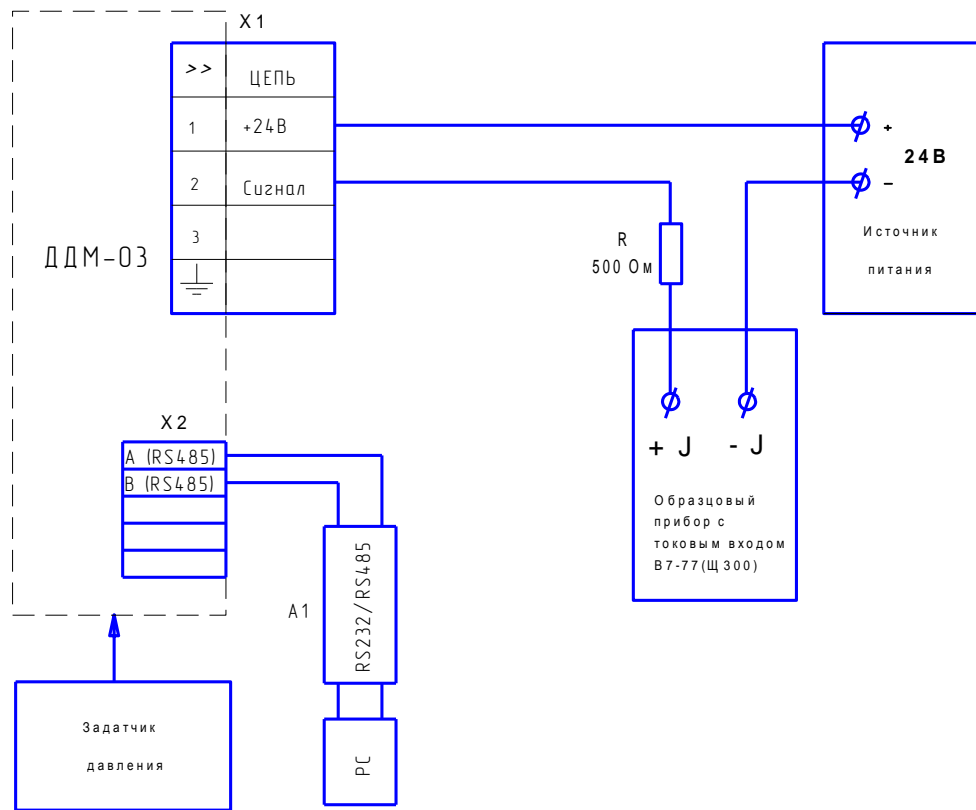 X1
>> ЦЕПЬ
1 +24В
2 Сигнал
3
ДДМ-03
+
24В
–
Источник
питания
R
500 Ом
+ J - J
Образцовый
прибор с
токовым входом
В7-77(Щ300)
X2
A (RS485)
B (RS485)
A1
RS232/RS485
PC
Задатчик
давления